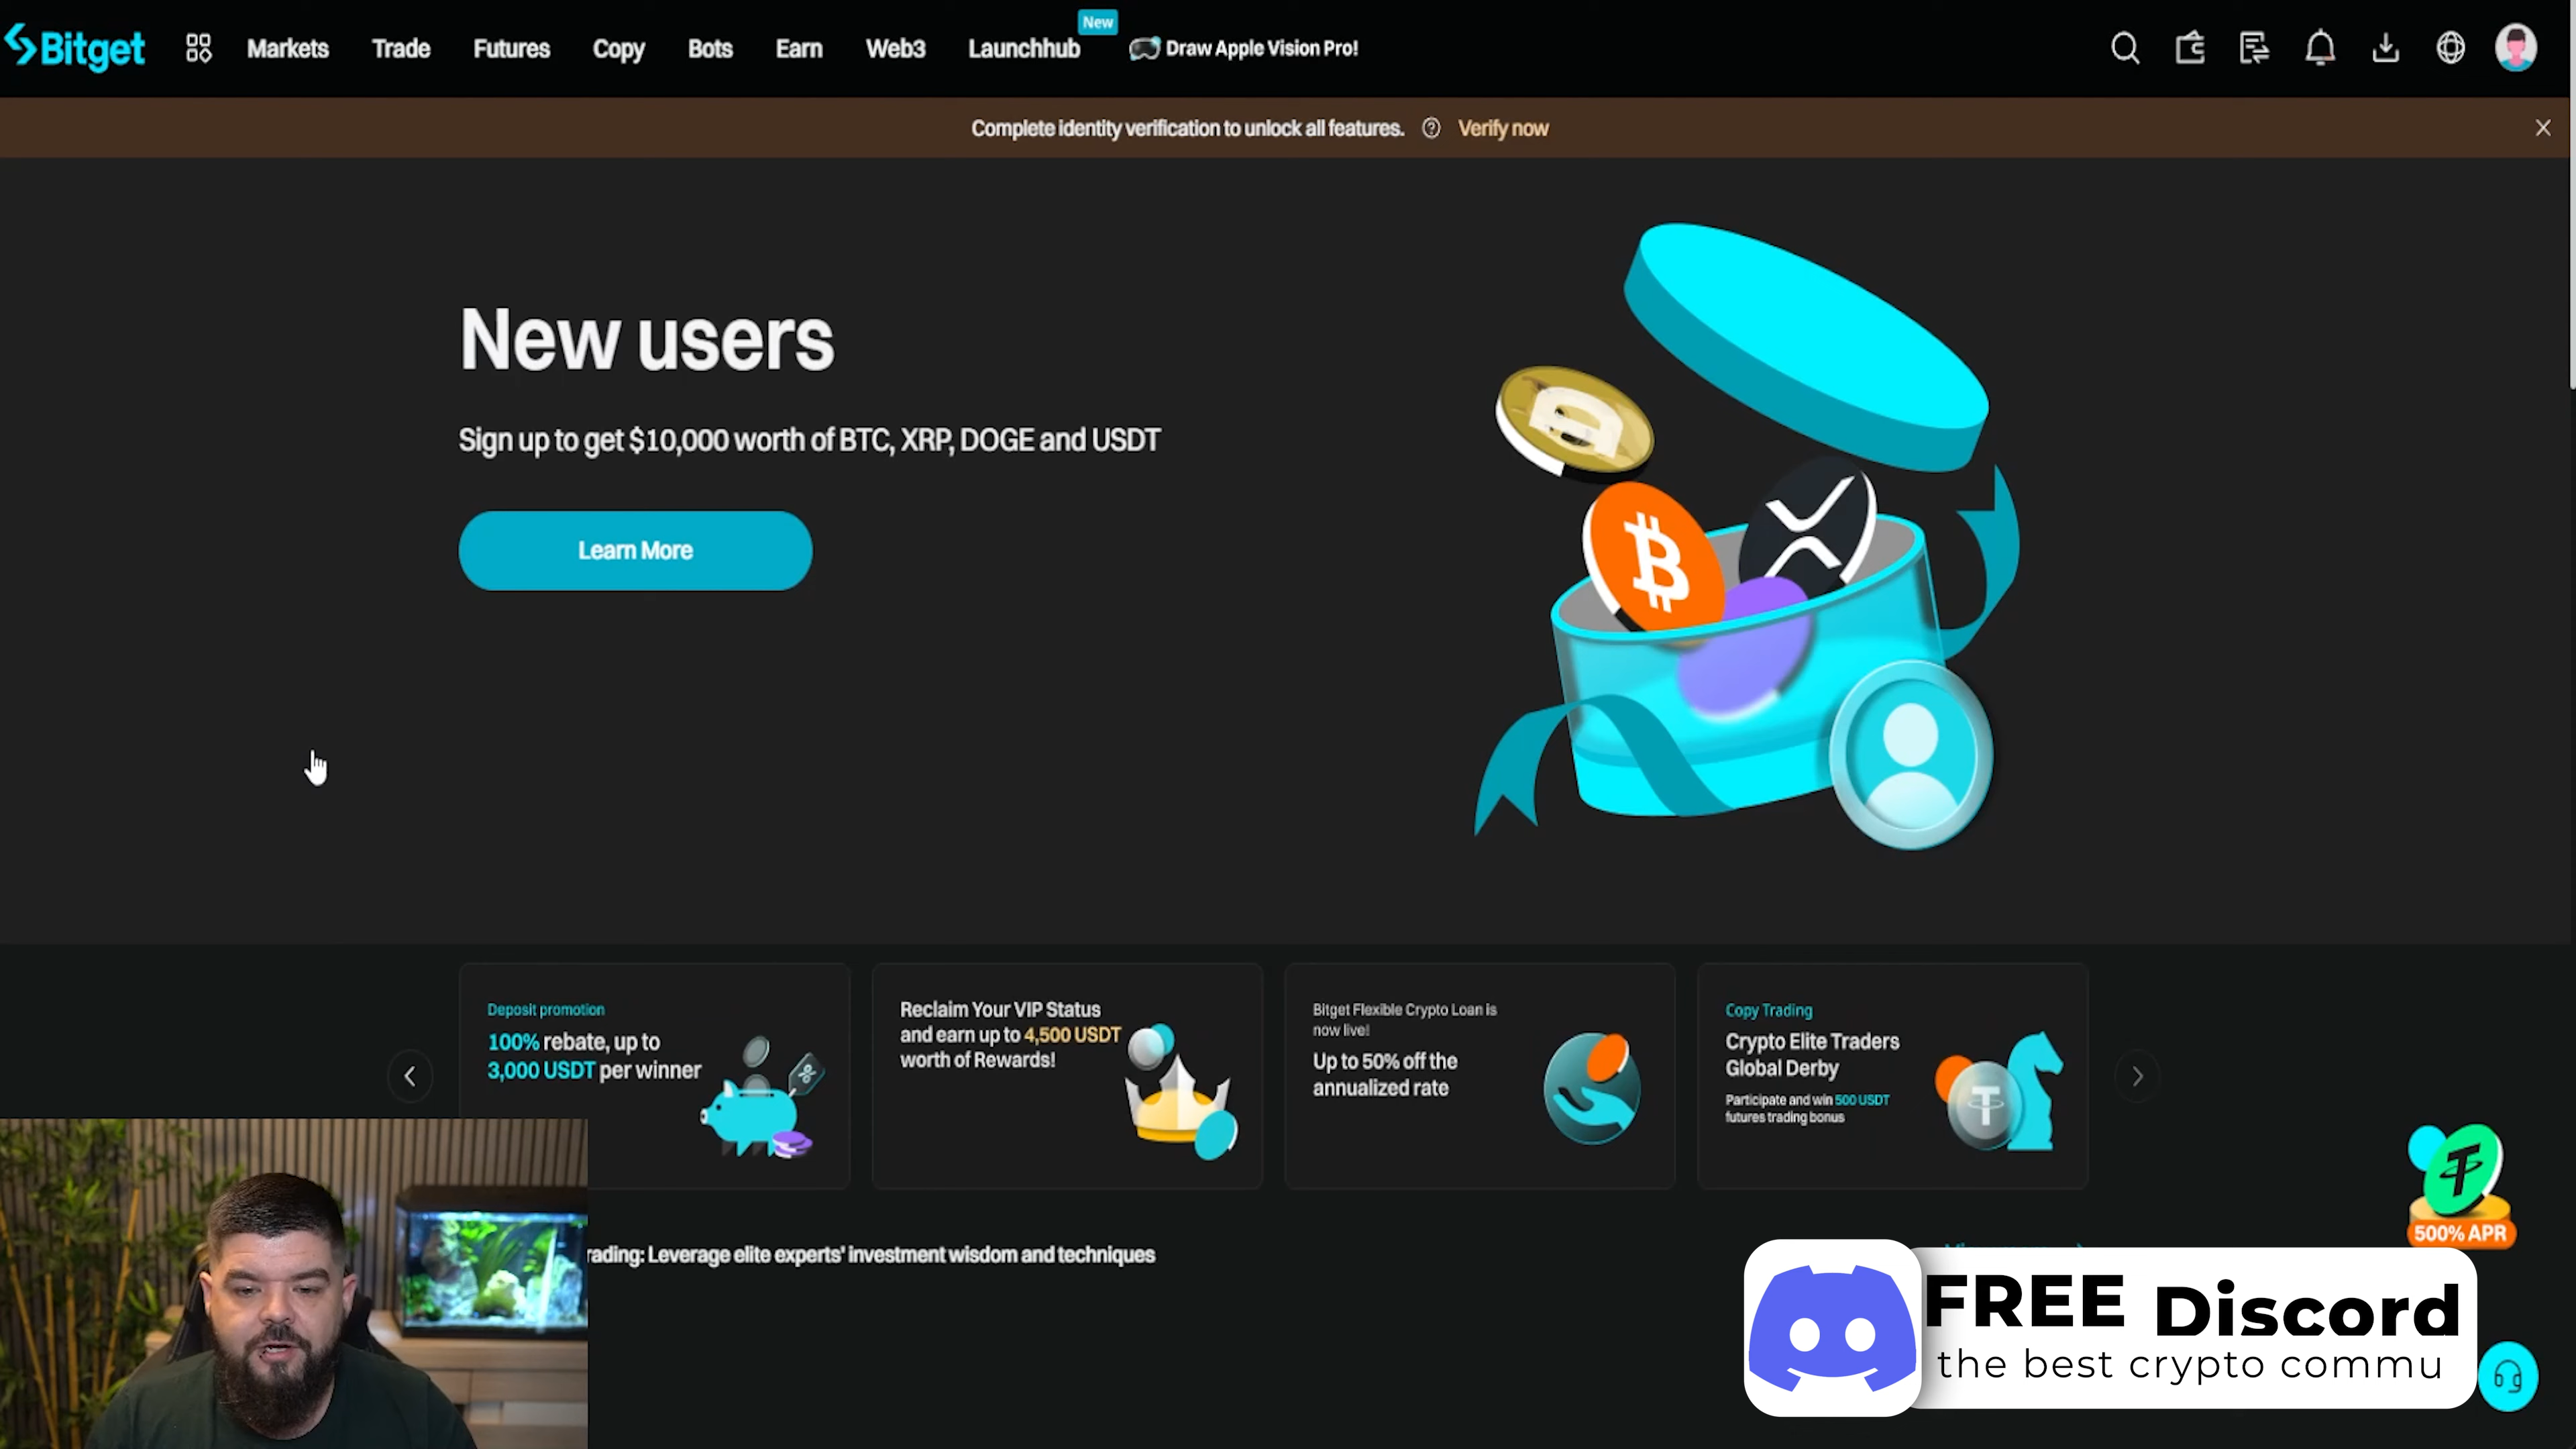 Bitget
Markets
Trade
Futures
Copy
Bots
Earn
Web3
Launchhub
New
Draw Apple Vision Pro!
Complete identity verification to unlock all features.
Verify now
New users
Sign up to get $10,000 worth of BTC, XRP, DOGE and USDT
Learn More
Deposit promotion
100% rebate, up to
3,000 USDT per winner
Reclaim Your VIP Status
and earn up to 4,500 USDT
worth of Rewards!
Bitget Flexible Crypto Loan is
now live!
Up to 50% off the
annualized rate
Copy Trading
Crypto Elite Traders
Global Derby
Participate and win 500 USDT
futures trading bonus
500% APR
rading: Leverage elite experts' investment wisdom and techniques
FREE Discord
the best crypto commu